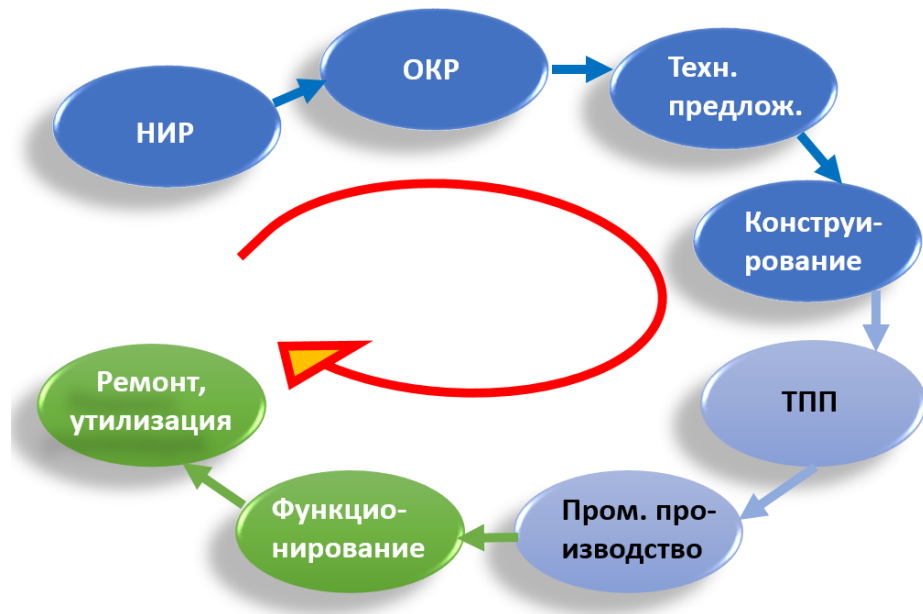 НИР
ОКР
Техн.
предлож.
Конструи-
рование
ТПП
Пром. про-
изводство
Функцио-
нирование
Ремонт,
утилизация